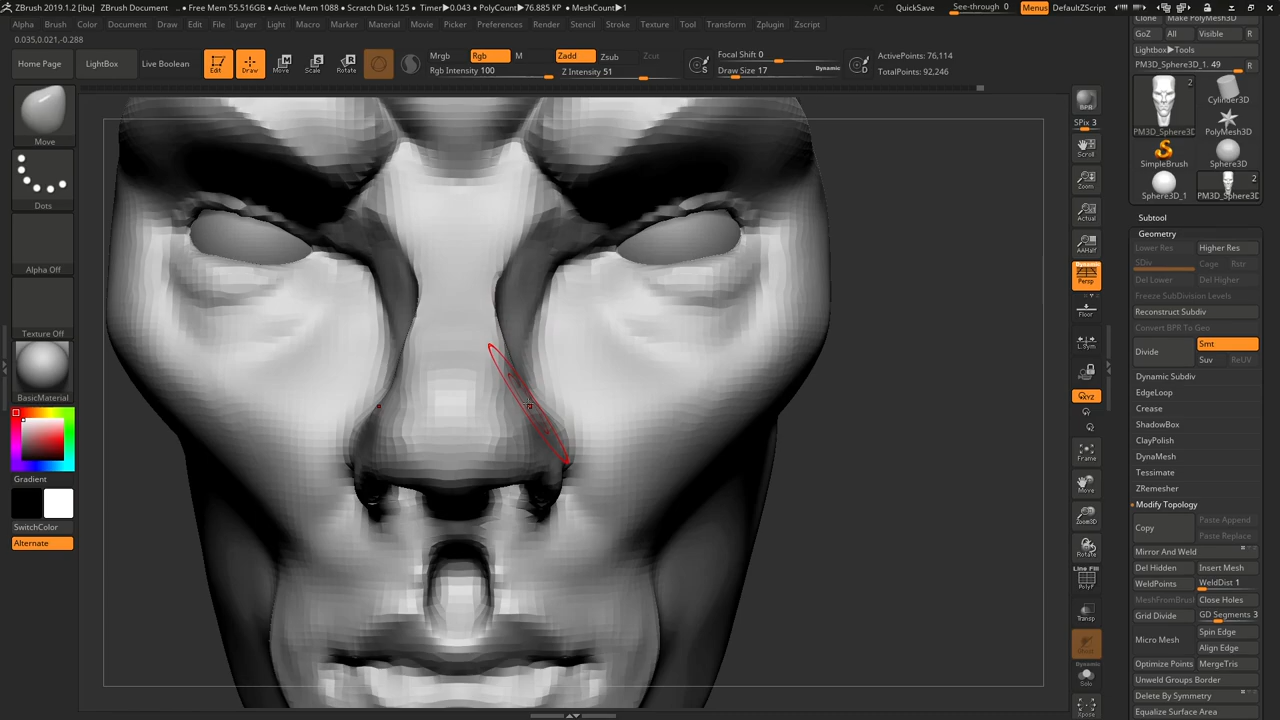 ZBrush 2019.1.2 [ibu] ZBrush Document .. ● Free Mem 55.516GB ● Active Mem 1088 ● Scratch Disk 125 ● Timer▶0.043 ● PolyCount▶76.885 KP ● MeshCount▶1 AC QuickSave See-through 0 Menus DefaultZScript
Alpha Brush Color Document Draw Edit File Layer Light Macro Marker Material Movie Picker Preferences Render Stencil Stroke Texture Tool Transform Zplugin Zscript
0.035,0.021,-0.288
Home Page LightBox Live Boolean Edit Draw Move Scale Rotate
Mrgb Rgb M Zadd Zsub Zcut
Rgb Intensity 100 Z Intensity 51
S Focal Shift 0 D ActivePoints: 76,114
Draw Size 17 Dynamic TotalPoints: 92,246
Move
Dots
Alpha Off
Texture Off
BasicMaterial
Gradient
SwitchColor
Alternate
BPR
SPix 3
Scroll
Zoom
Actual
AAHalf
Dynamic
Persp
Floor
L.Sym
XYZ
Frame
Move
Zoom3D
Rotate
Line Fill
PolyF
Transp
Ghost
Dynamic
Solo
Xpose
Clone Make PolyMesh3D
GoZ All Visible R
Lightbox▶Tools
PM3D_Sphere3D_1. 49 R
2
Cylinder3D
PM3D_Sphere3D PolyMesh3D
SimpleBrush Sphere3D
2
Sphere3D_1 PM3D_Sphere3D
Subtool
Geometry
Lower Res Higher Res
SDiv Cage Rstr
Del Lower Del Higher
Freeze SubDivision Levels
Reconstruct Subdiv
Convert BPR To Geo
Divide Smt
Suv ReUV
Dynamic Subdiv
EdgeLoop
Crease
ShadowBox
ClayPolish
DynaMesh
Tessimate
ZRemesher
Modify Topology
Copy Paste Append
Paste Replace
Mirror And Weld
Del Hidden Insert Mesh
WeldPoints WeldDist 1
MeshFromBrush Close Holes
Grid Divide GD Segments 3
Micro Mesh Spin Edge
Align Edge
Optimize Points MergeTris
Unweld Groups Border
Delete By Symmetry
Equalize Surface Area